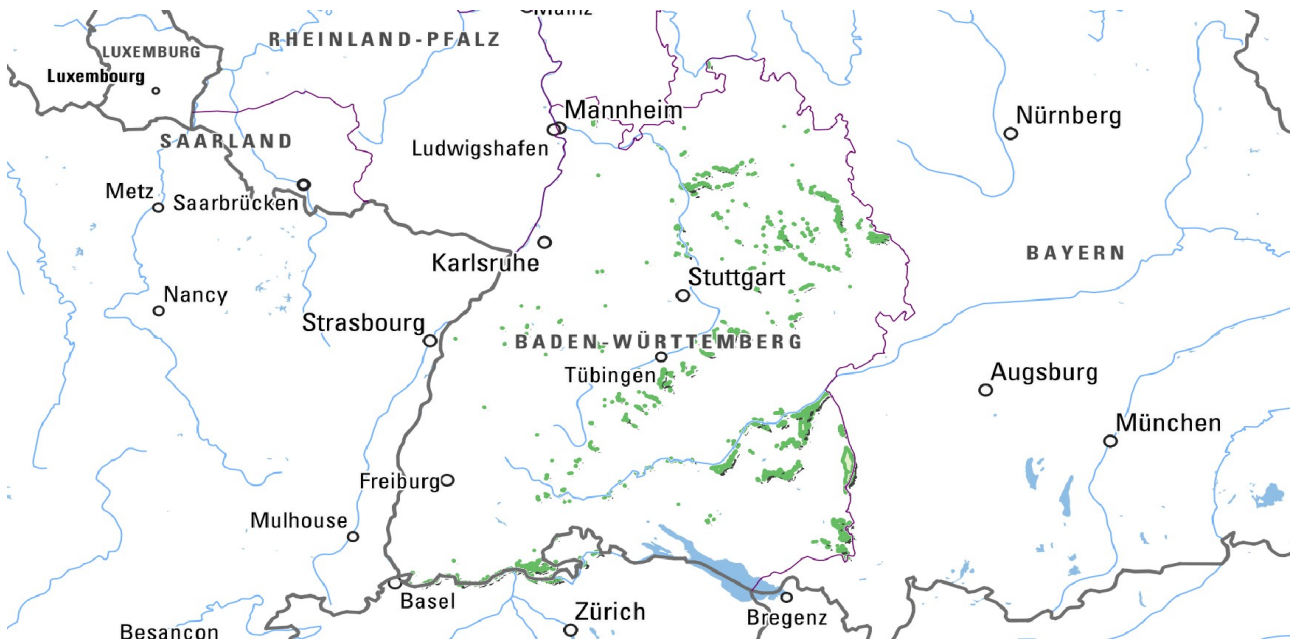 Mainz
RHEINLAND-PFALZ
LUXEMBURG
Luxembourg
Mannheim
Nürnberg
SAARLAND
Ludwigshafen
Metz
Saarbrücken
Karlsruhe
BAYERN
Stuttgart
Nancy
Strasbourg
BADEN-WÜRTTEMBERG
Tübingen
Augsburg
München
Freiburg
Mulhouse
Basel
Zürich
Bregenz
Besancon